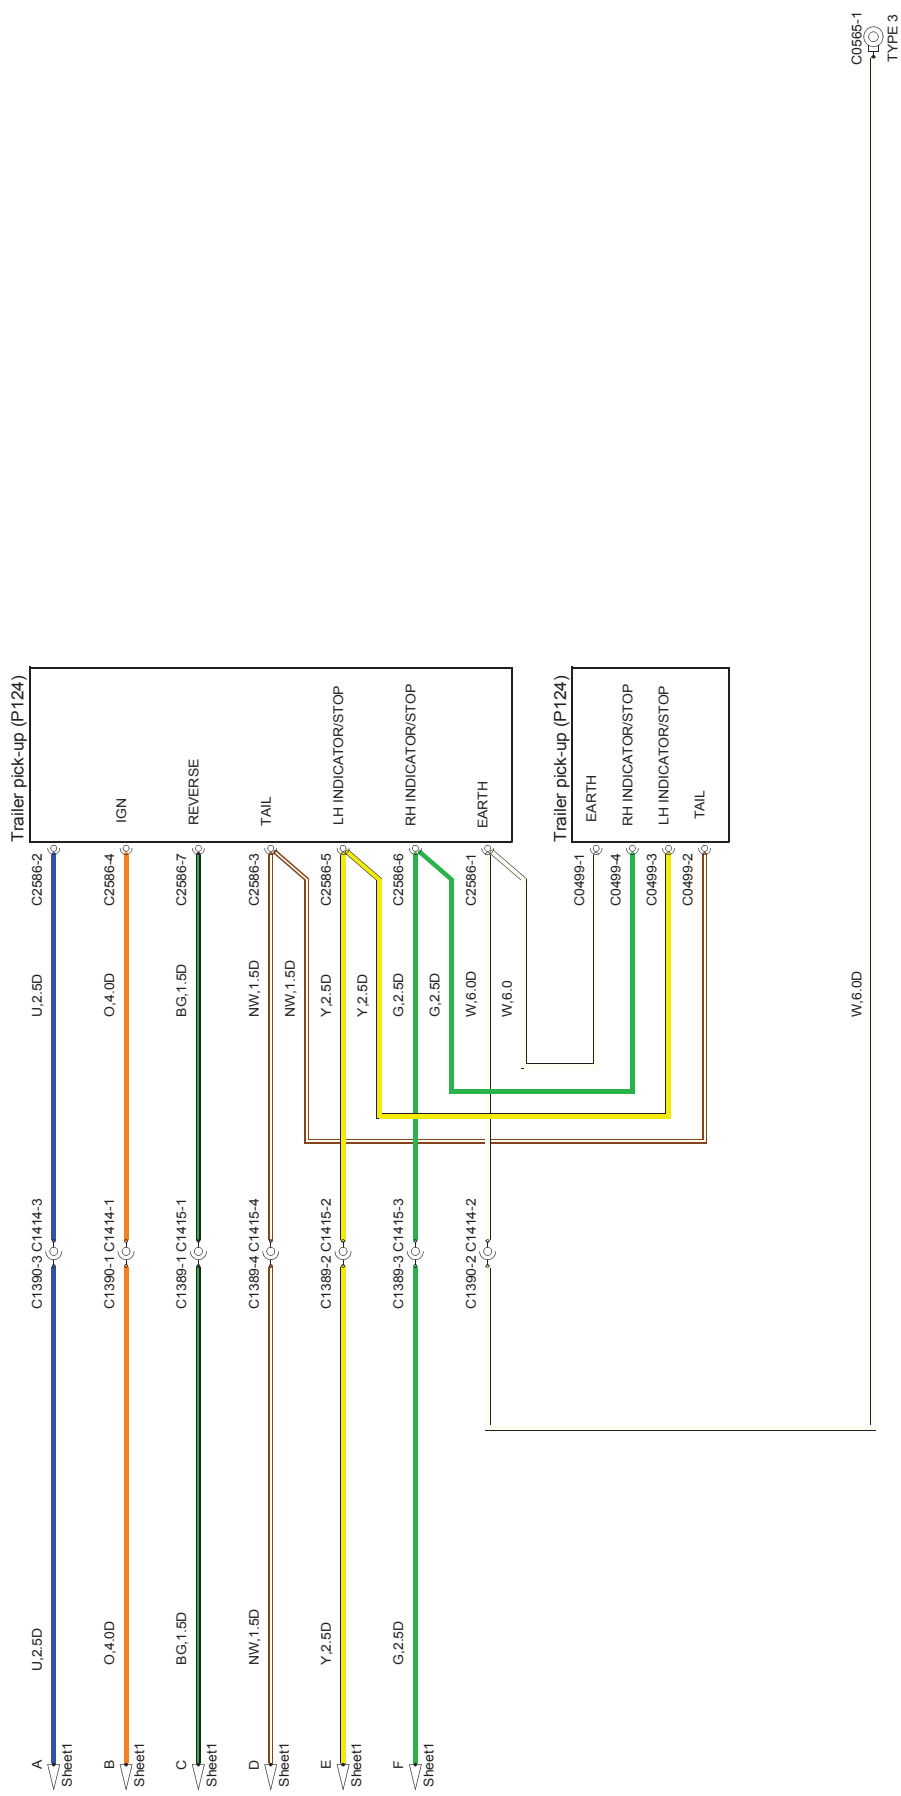 C0565-1
TYPE 3
W,6.0D
Trailer pick-up (P124)
IGN
REVERSE
TAIL
LH INDICATOR/STOP
RH INDICATOR/STOP
EARTH
Trailer pick-up (P124)
EARTH
RH INDICATOR/STOP
LH INDICATOR/STOP
TAIL
C2586-2
C2586-4
C2586-7
C2586-3
C2586-5
C2586-6
C2586-1
C0499-1
C0499-4
C0499-3
C0499-2
U,2.5D
O,4.0D
BG,1.5D
NW,1.5D
NW,1.5D
Y,2.5D
Y,2.5D
G,2.5D
G,2.5D
W,6.0D
W,6.0
C1390-3 C1414-3
C1390-1 C1414-1
C1389-1 C1415-1
C1389-4 C1415-4
C1389-2 C1415-2
C1389-3 C1415-3
C1390-2 C1414-2
U,2.5D
O,4.0D
BG,1.5D
NW,1.5D
Y,2.5D
G,2.5D
A
Sheet1
B
Sheet1
C
Sheet1
D
Sheet1
E
Sheet1
F
Sheet1